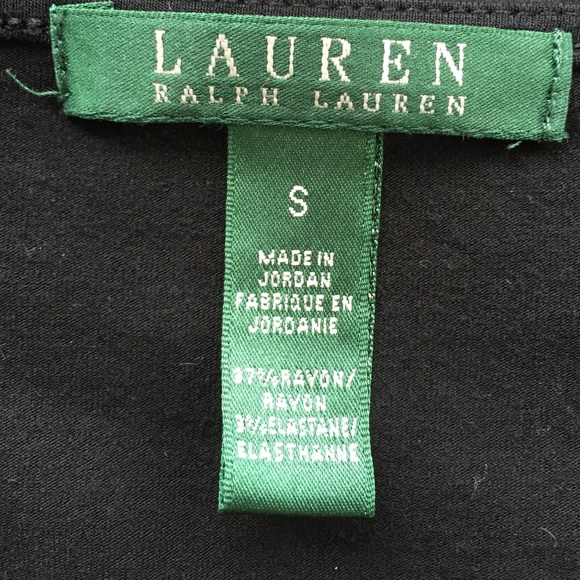 LAUREN
RALPH LAUREN
S
MADE IN
JORDAN
FABRIQUE EN
JORDANIE
97%RAYON/
RAYON
3%ELASTANE/
ELASTHANNE